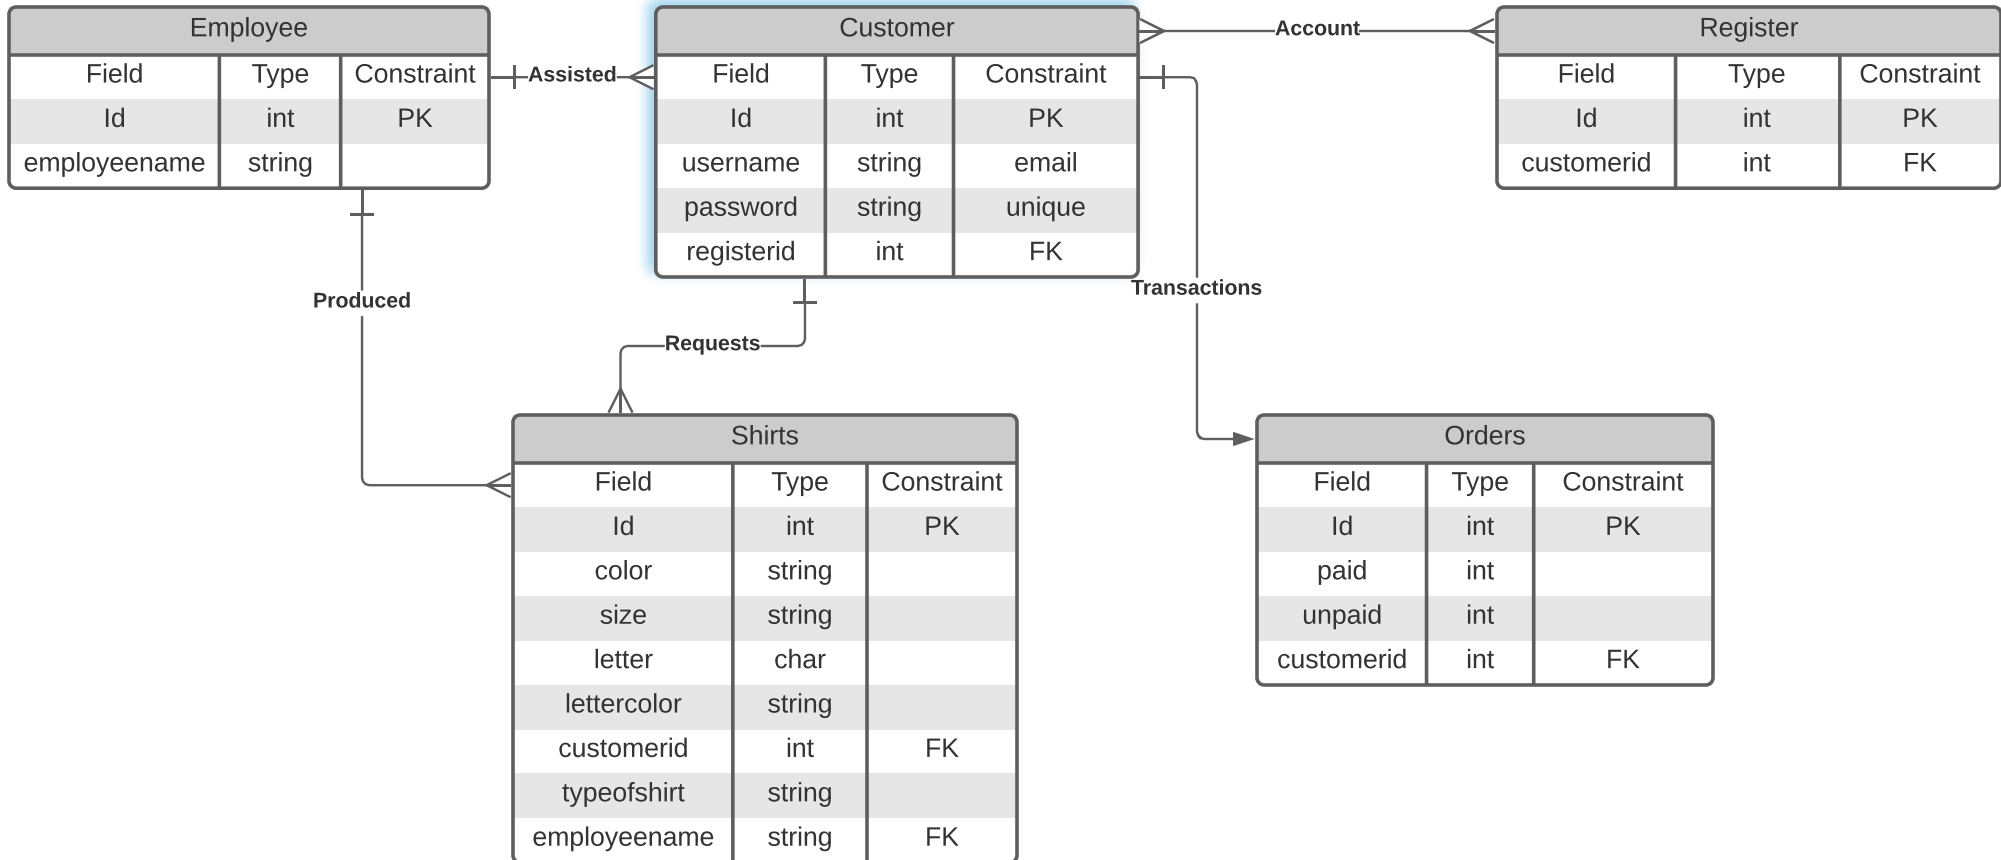 Employee
Field Type Constraint
Id int PK
employeename string
Assisted
Customer
Field Type Constraint
Id int PK
username string email
password string unique
registerid int FK
Account
Register
Field Type Constraint
Id int PK
customerid int FK
Produced
Requests
Transactions
Shirts
Field Type Constraint
Id int PK
color string
size string
letter char
lettercolor string
customerid int FK
typeofshirt string
employeename string FK
Orders
Field Type Constraint
Id int PK
paid int
unpaid int
customerid int FK